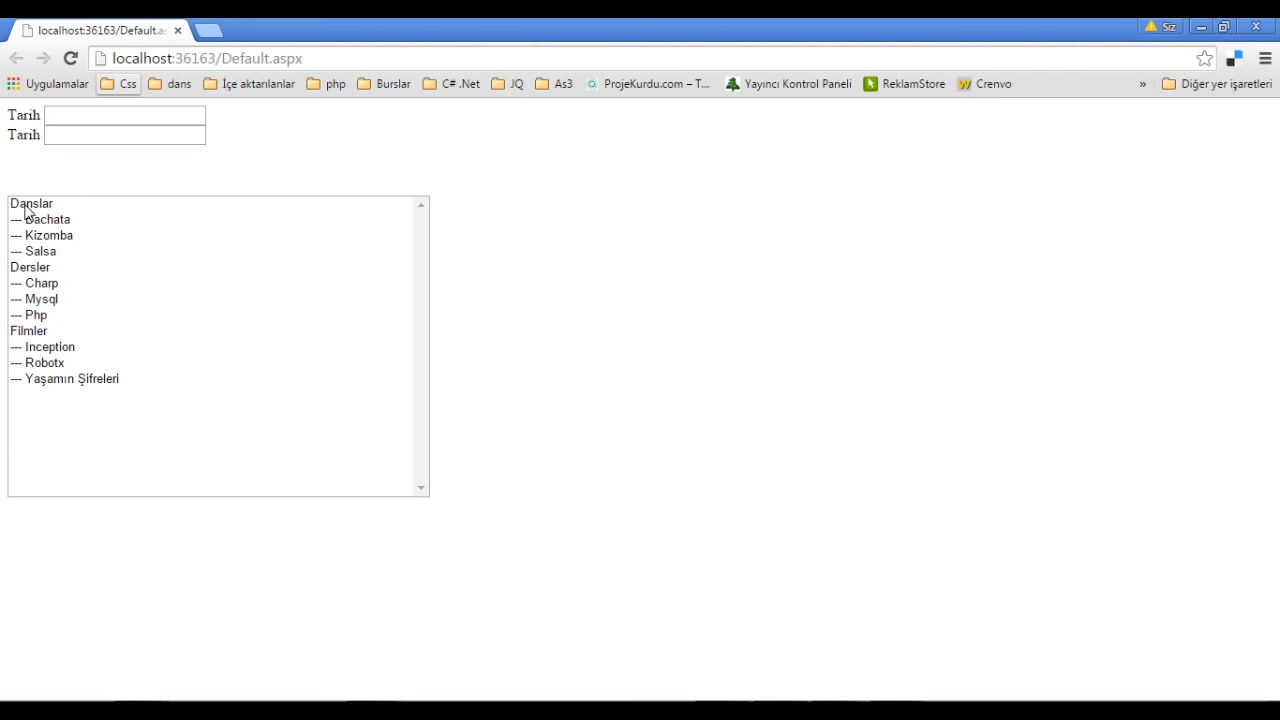 localhost:36163/Default.as
Siz
localhost:36163/Default.aspx
Uygulamalar Css dans İçe aktarılanlar php Burslar C# .Net JQ As3 ProjeKurdu.com – T... Yayıncı Kontrol Paneli ReklamStore Crenvo » Diğer yer işaretleri
Tarih
Tarih
Danslar
--- Bachata
--- Kizomba
--- Salsa
Dersler
--- Charp
--- Mysql
--- Php
Filmler
--- Inception
--- Robotx
--- Yaşamın Şifreleri